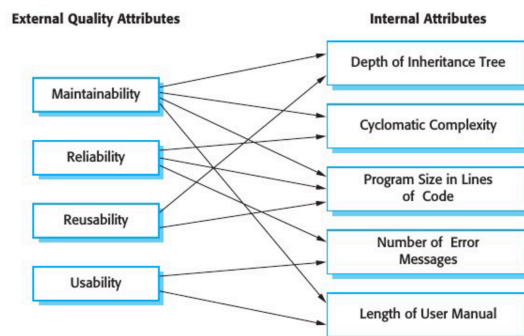 External Quality Attributes
Internal Attributes
Maintainability
Reliability
Reusability
Usability
Depth of Inheritance Tree
Cyclomatic Complexity
Program Size in Lines
of Code
Number of Error
Messages
Length of User Manual